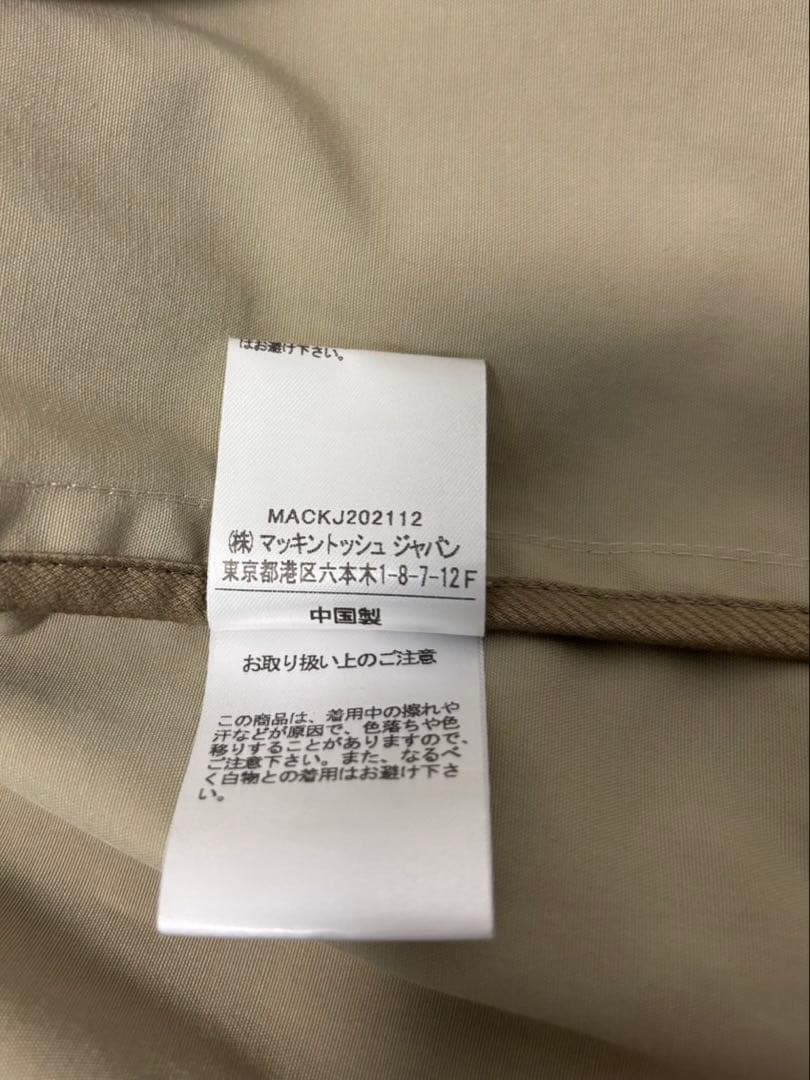 はお避け下さい。
MACKJ202112
㈱ マッキントッシュ ジャパン
東京都港区六本木1-8-7-12F
中国製
お取り扱い上のご注意
この商品は、着用中の擦れや
汗などが原因で、色落ちや色
移りすることがありますので、
ご注意下さい。また、なるべ
く白物との着用はお避け下さ
い。